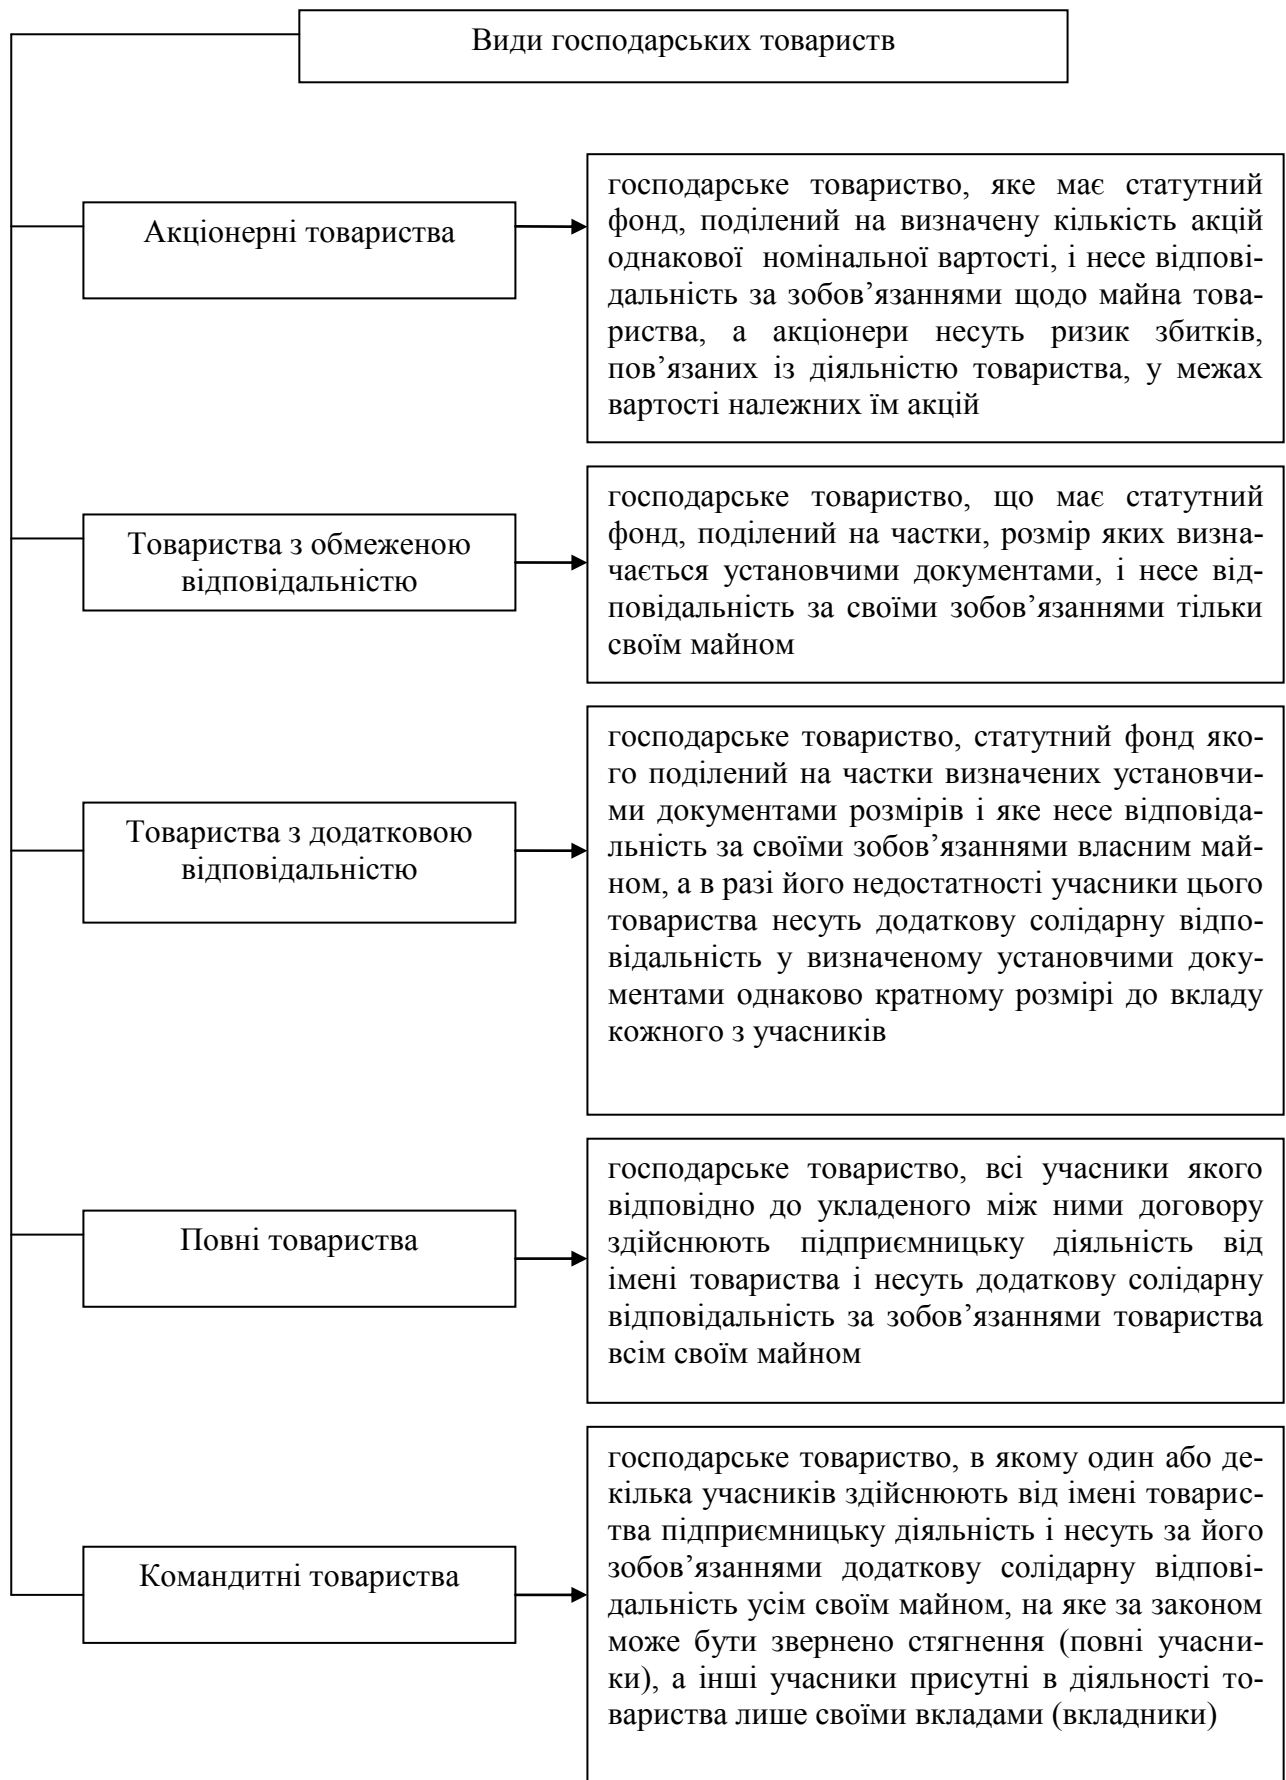 Види господарських товариств
Акціонерні товариства
господарське товариство, яке має статутний
фонд, поділений на визначену кількість акцій
однакової номінальної вартості, і несе відпові-
дальність за зобов’язаннями щодо майна това-
риства, а акціонери несуть ризик збитків,
пов’язаних із діяльністю товариства, у межах
вартості належних їм акцій
Товариства з обмеженою
відповідальністю
господарське товариство, що має статутний
фонд, поділений на частки, розмір яких визна-
чається установчими документами, і несе від-
повідальність за своїми зобов’язаннями тільки
своїм майном
Товариства з додатковою
відповідальністю
господарське товариство, статутний фонд яко-
го поділений на частки визначених установчи-
ми документами розмірів і яке несе відповіда-
льність за своїми зобов’язаннями власним май-
ном, а в разі його недостатності учасники цього
товариства несуть додаткову солідарну відпо-
відальність у визначеному установчими доку-
ментами однаково кратному розмірі до вкладу
кожного з учасників
Повні товариства
господарське товариство, всі учасники якого
відповідно до укладеного між ними договору
здійснюють підприємницьку діяльність від
імені товариства і несуть додаткову солідарну
відповідальність за зобов’язаннями товариства
всім своїм майном
Командитні товариства
господарське товариство, в якому один або де-
кілька учасників здійснюють від імені товарис-
тва підприємницьку діяльність і несуть за його
зобов’язаннями додаткову солідарну відпові-
дальність усім своїм майном, на яке за законом
може бути звернено стягнення (повні учасни-
ки), а інші учасники присутні в діяльності то-
вариства лише своїми вкладами (вкладники)